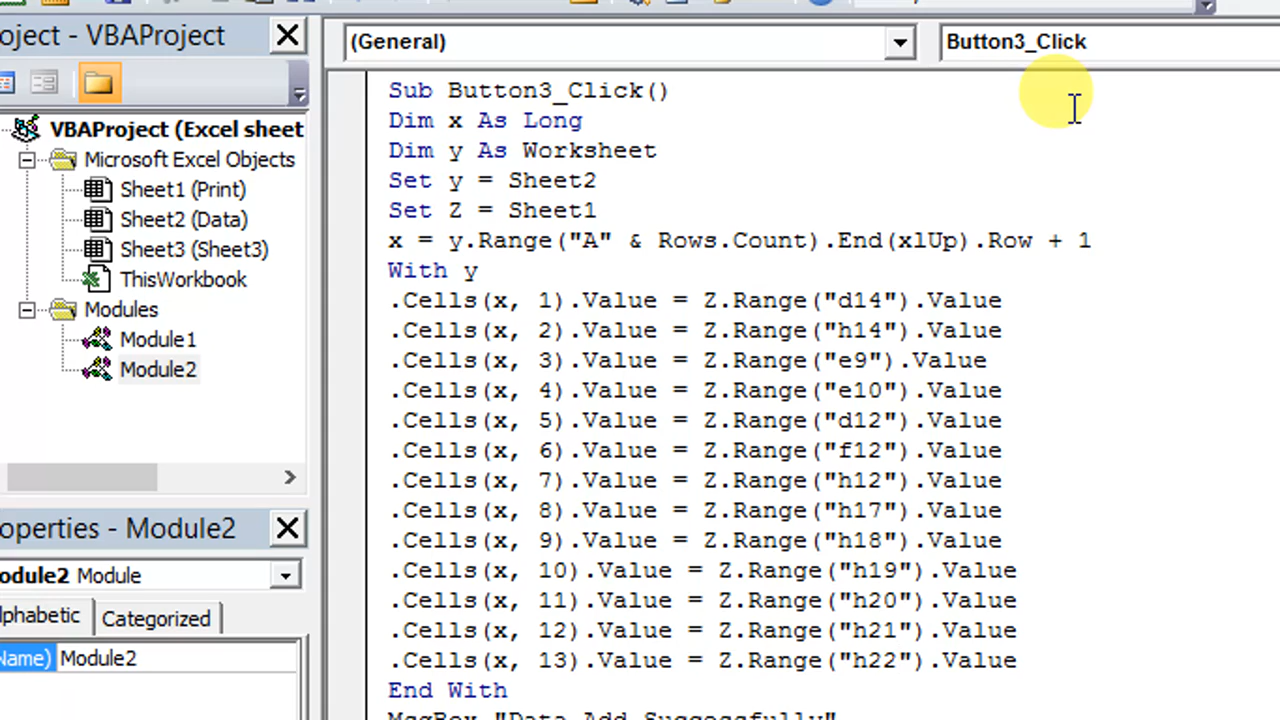 oject - VBAProject
VBAProject (Excel sheet
Microsoft Excel Objects
Sheet1 (Print)
Sheet2 (Data)
Sheet3 (Sheet3)
ThisWorkbook
Modules
Module1
Module2
operties - Module2
odule2 Module
lphabetic Categorized
Name) Module2
(General) Button3_Click
Sub Button3_Click()
Dim x As Long
Dim y As Worksheet
Set y = Sheet2
Set Z = Sheet1
x = y.Range("A" & Rows.Count).End(xlUp).Row + 1
With y
.Cells(x, 1).Value = Z.Range("d14").Value
.Cells(x, 2).Value = Z.Range("h14").Value
.Cells(x, 3).Value = Z.Range("e9").Value
.Cells(x, 4).Value = Z.Range("e10").Value
.Cells(x, 5).Value = Z.Range("d12").Value
.Cells(x, 6).Value = Z.Range("f12").Value
.Cells(x, 7).Value = Z.Range("h12").Value
.Cells(x, 8).Value = Z.Range("h17").Value
.Cells(x, 9).Value = Z.Range("h18").Value
.Cells(x, 10).Value = Z.Range("h19").Value
.Cells(x, 11).Value = Z.Range("h20").Value
.Cells(x, 12).Value = Z.Range("h21").Value
.Cells(x, 13).Value = Z.Range("h22").Value
End With
MsgBox "Data Add Successfully"